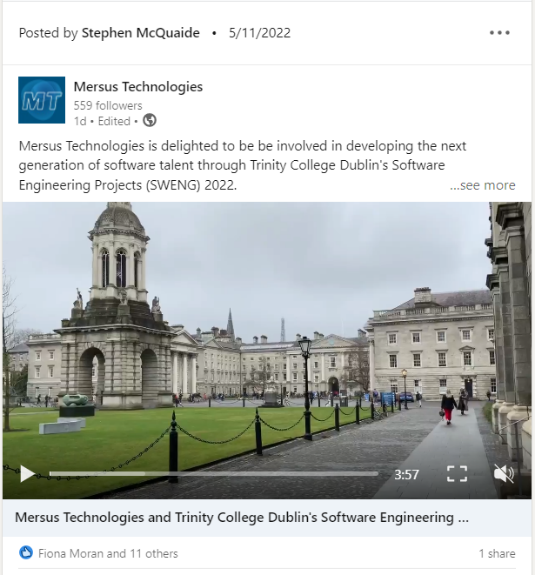 Posted by Stephen McQuaide • 5/11/2022
MT
Mersus Technologies
559 followers
1d • Edited •
Mersus Technologies is delighted to be be involved in developing the next
generation of software talent through Trinity College Dublin's Software
Engineering Projects (SWENG) 2022.
...see more
3:57
Mersus Technologies and Trinity College Dublin's Software Engineering ...
Fiona Moran and 11 others
1 share